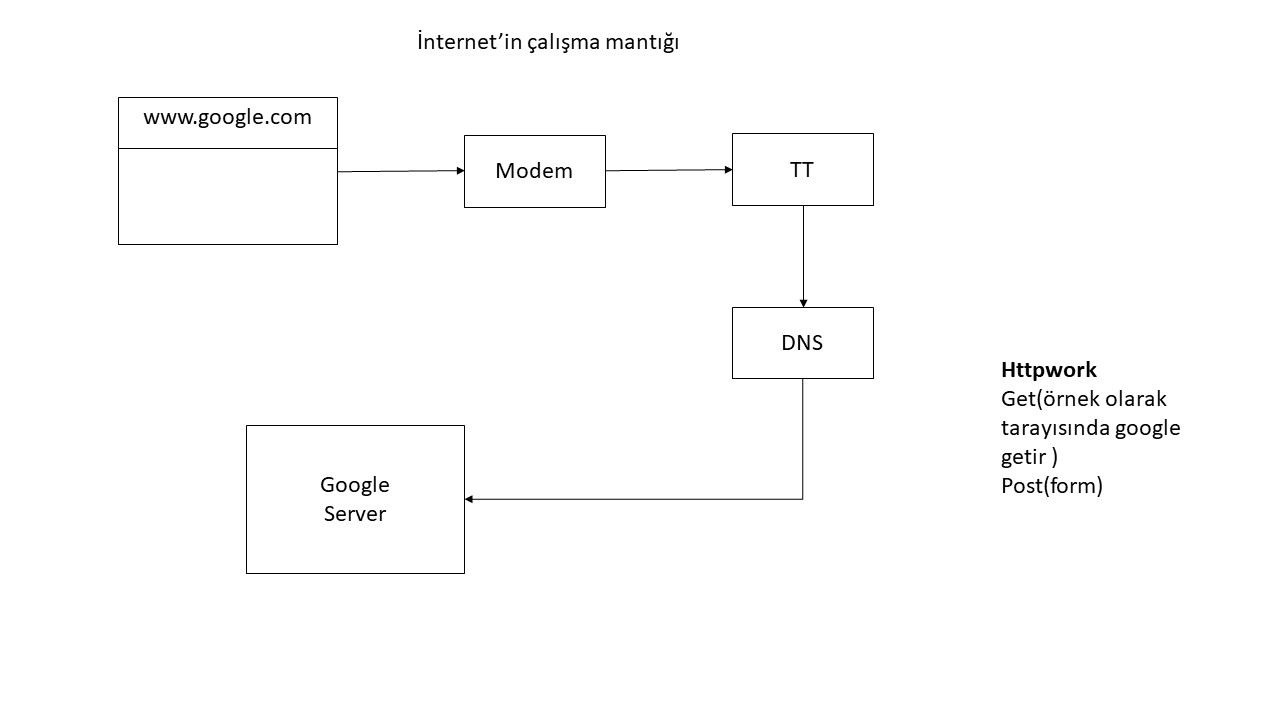 İnternet’in çalışma mantığı
www.google.com
Modem
TT
DNS
Google
Server
Httpwork
Get(örnek olarak
tarayısında google
getir )
Post(form)